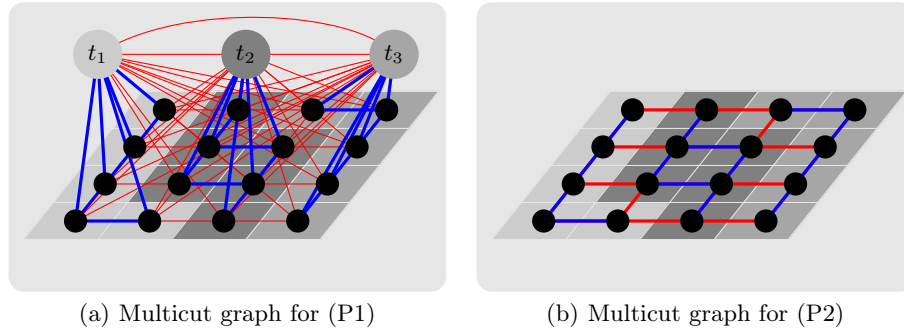 t₁ t₂ t₃
(a) Multicut graph for (P1)
(b) Multicut graph for (P2)